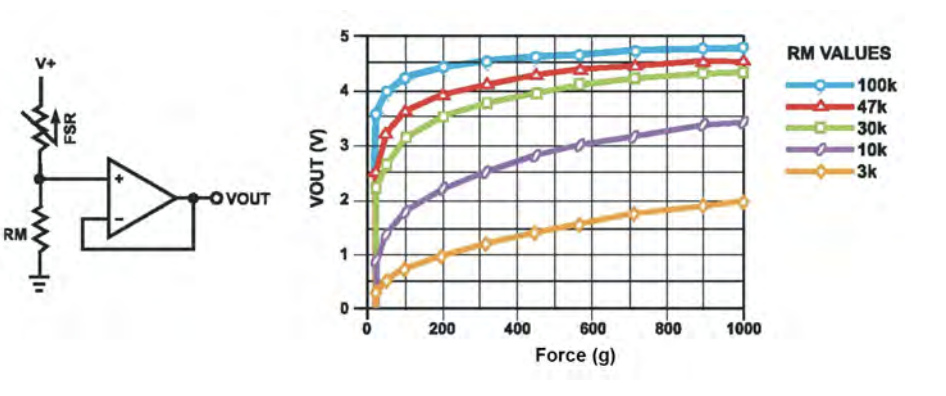 V+
FSR
RM
+
-
VOUT
VOUT (V)
5
4
3
2
1
0
0 200 400 600 800 1000
Force (g)
RM VALUES
100k
47k
30k
10k
3k